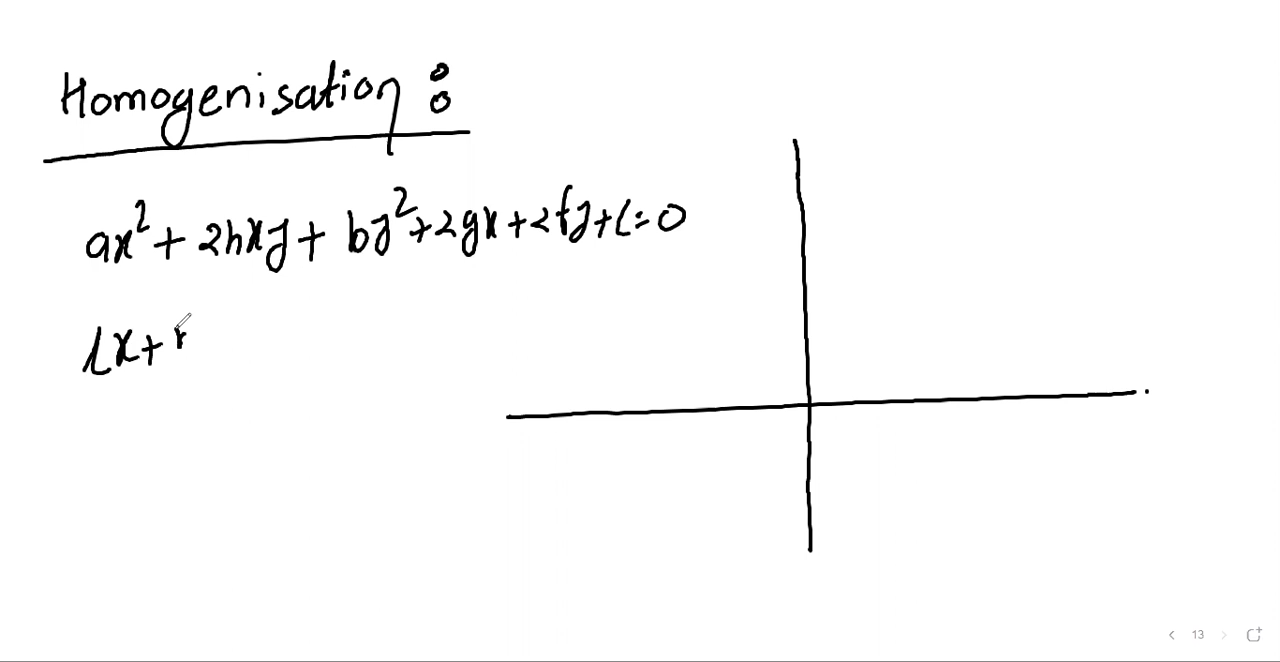 Homogenisation :
ax² + 2hxy + by² + 2gx + 2fy + c = 0
lx +
13